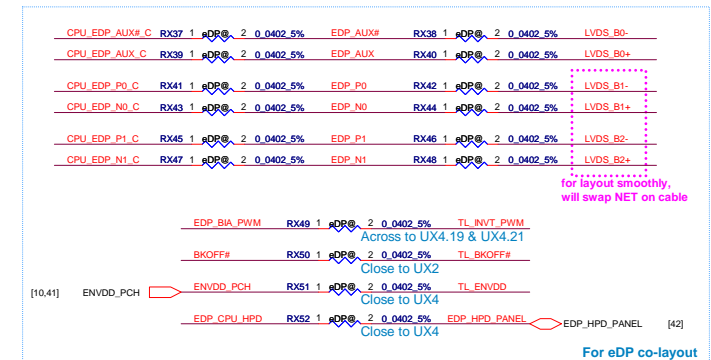 CPU_EDP_AUX#_C RX37 1 eDP@ 2 0_0402_5% EDP_AUX# RX38 1 eDP@ 2 0_0402_5% LVDS_B0-
CPU_EDP_AUX_C RX39 1 eDP@ 2 0_0402_5% EDP_AUX RX40 1 eDP@ 2 0_0402_5% LVDS_B0+
CPU_EDP_P0_C RX41 1 eDP@ 2 0_0402_5% EDP_P0 RX42 1 eDP@ 2 0_0402_5% LVDS_B1-
CPU_EDP_N0_C RX43 1 eDP@ 2 0_0402_5% EDP_N0 RX44 1 eDP@ 2 0_0402_5% LVDS_B1+
CPU_EDP_P1_C RX45 1 eDP@ 2 0_0402_5% EDP_P1 RX46 1 eDP@ 2 0_0402_5% LVDS_B2-
CPU_EDP_N1_C RX47 1 eDP@ 2 0_0402_5% EDP_N1 RX48 1 eDP@ 2 0_0402_5% LVDS_B2+
for layout smoothly,
will swap NET on cable
EDP_BIA_PWM RX49 1 eDP@ 2 0_0402_5% TL_INVT_PWM
Across to UX4.19 & UX4.21
BKOFF# RX50 1 eDP@ 2 0_0402_5% TL_BKOFF#
Close to UX2
[10,41] ENVDD_PCH ENVDD_PCH RX51 1 eDP@ 2 0_0402_5% TL_ENVDD
Close to UX4
EDP_CPU_HPD RX52 1 eDP@ 2 0_0402_5% EDP_HPD_PANEL EDP_HPD_PANEL [42]
Close to UX4
For eDP co-layout